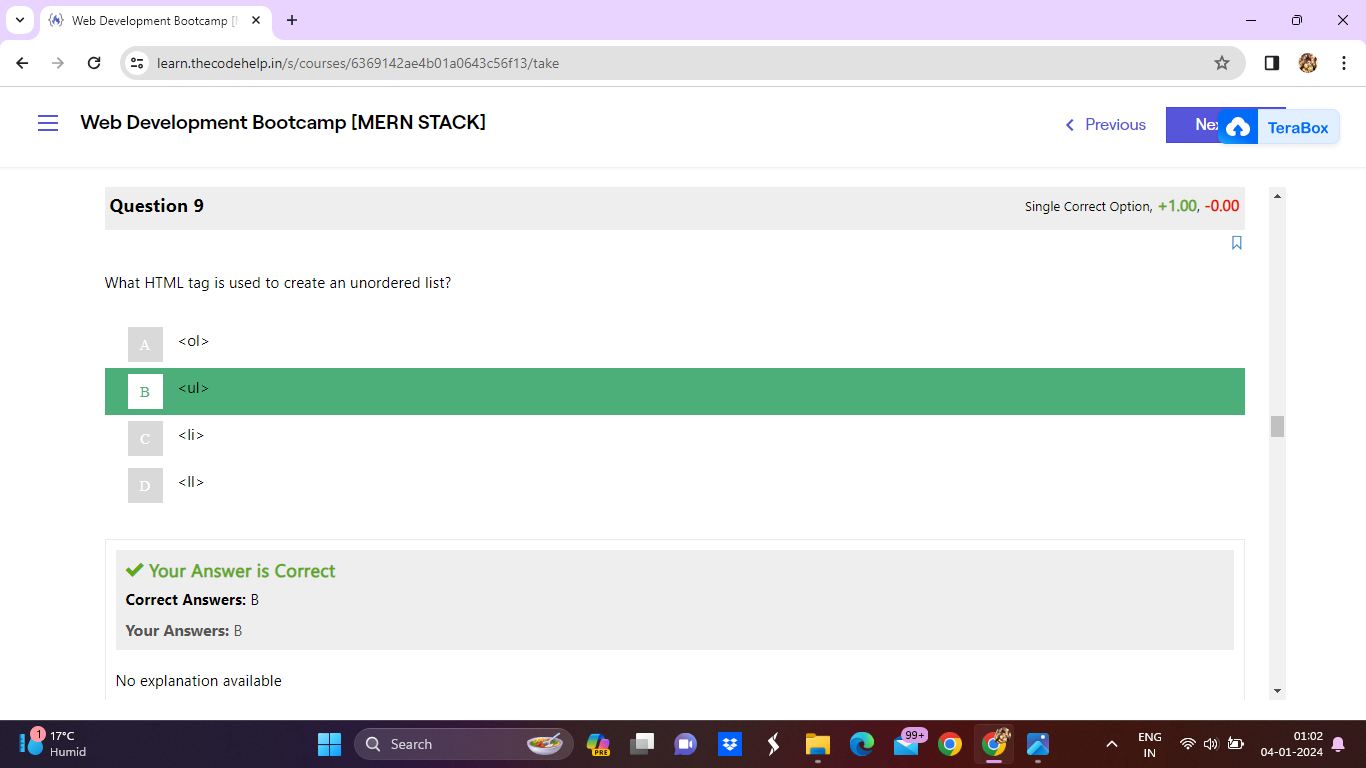 Web Development Bootcamp [
learn.thecodehelp.in/s/courses/6369142ae4b01a0643c56f13/take
Web Development Bootcamp [MERN STACK]
Previous
TeraBox
Question 9
Single Correct Option, +1.00, -0.00
What HTML tag is used to create an unordered list?
A <ol>
B <ul>
C <li>
D <ll>
Your Answer is Correct
Correct Answers: B
Your Answers: B
No explanation available
1
17°C
Humid
Search
PRE
99+
ENG
IN
01:02
04-01-2024